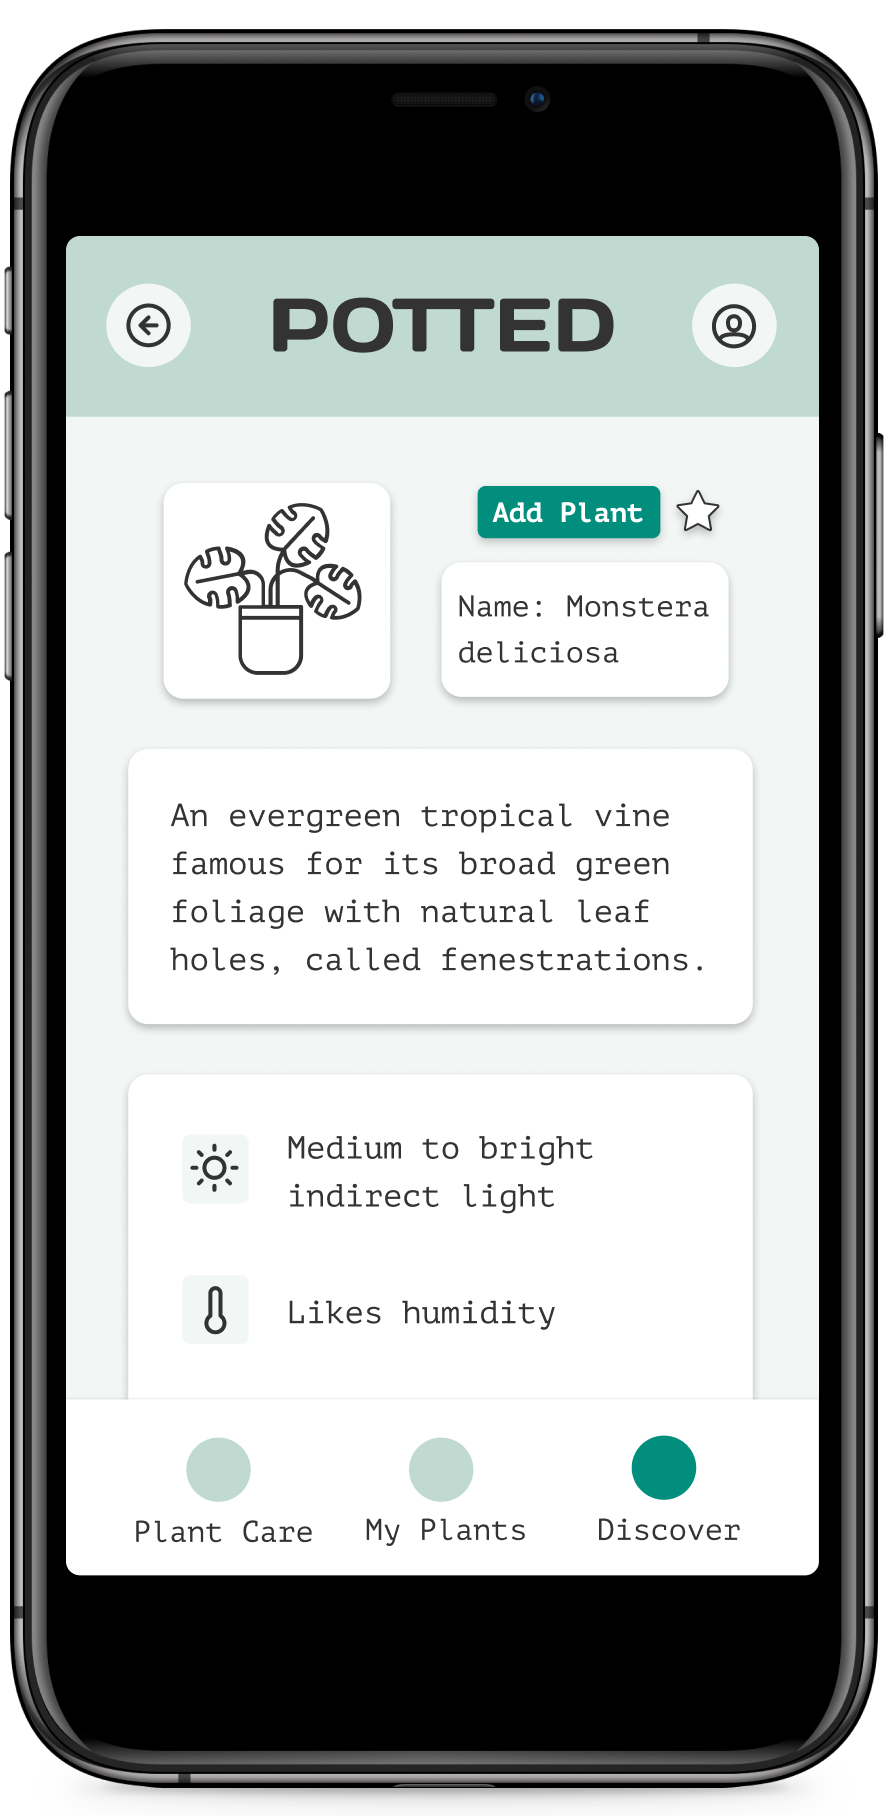 POTTED
Add Plant
Name: Monstera
deliciosa
An evergreen tropical vine
famous for its broad green
foliage with natural leaf
holes, called fenestrations.
Medium to bright
indirect light
Likes humidity
Plant Care
My Plants
Discover